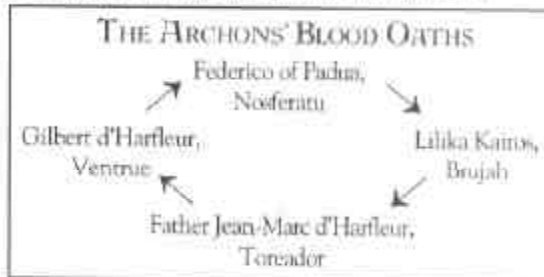 THE ARCHONS' BLOOD OATHS
Federico of Padua,
Nosferatu
Gilbert d'Harfleur,
Ventrue
Lilika Kairos,
Brujah
Father Jean-Marc d'Harfleur,
Toreador